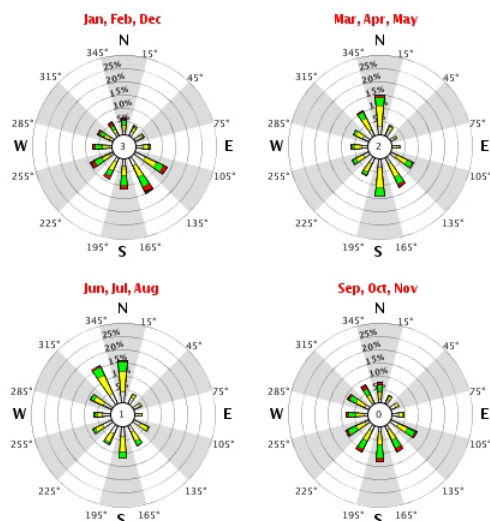 Jan, Feb, Dec
N
345° 15°
315° 45°
285° 75°
W E
255° 105°
225° 135°
195° 165°
S
25%
20%
15%
10%
5%
3
Mar, Apr, May
N
345° 15°
315° 45°
285° 75°
W E
255° 105°
225° 135°
195° 165°
S
25%
20%
15%
10%
2
Jun, Jul, Aug
N
345° 15°
315° 45°
285° 75°
W E
255° 105°
225° 135°
195° 165°
S
25%
20%
15%
1
Sep, Oct, Nov
N
345° 15°
315° 45°
285° 75°
W E
255° 105°
225° 135°
195° 165°
S
25%
20%
15%
10%
0